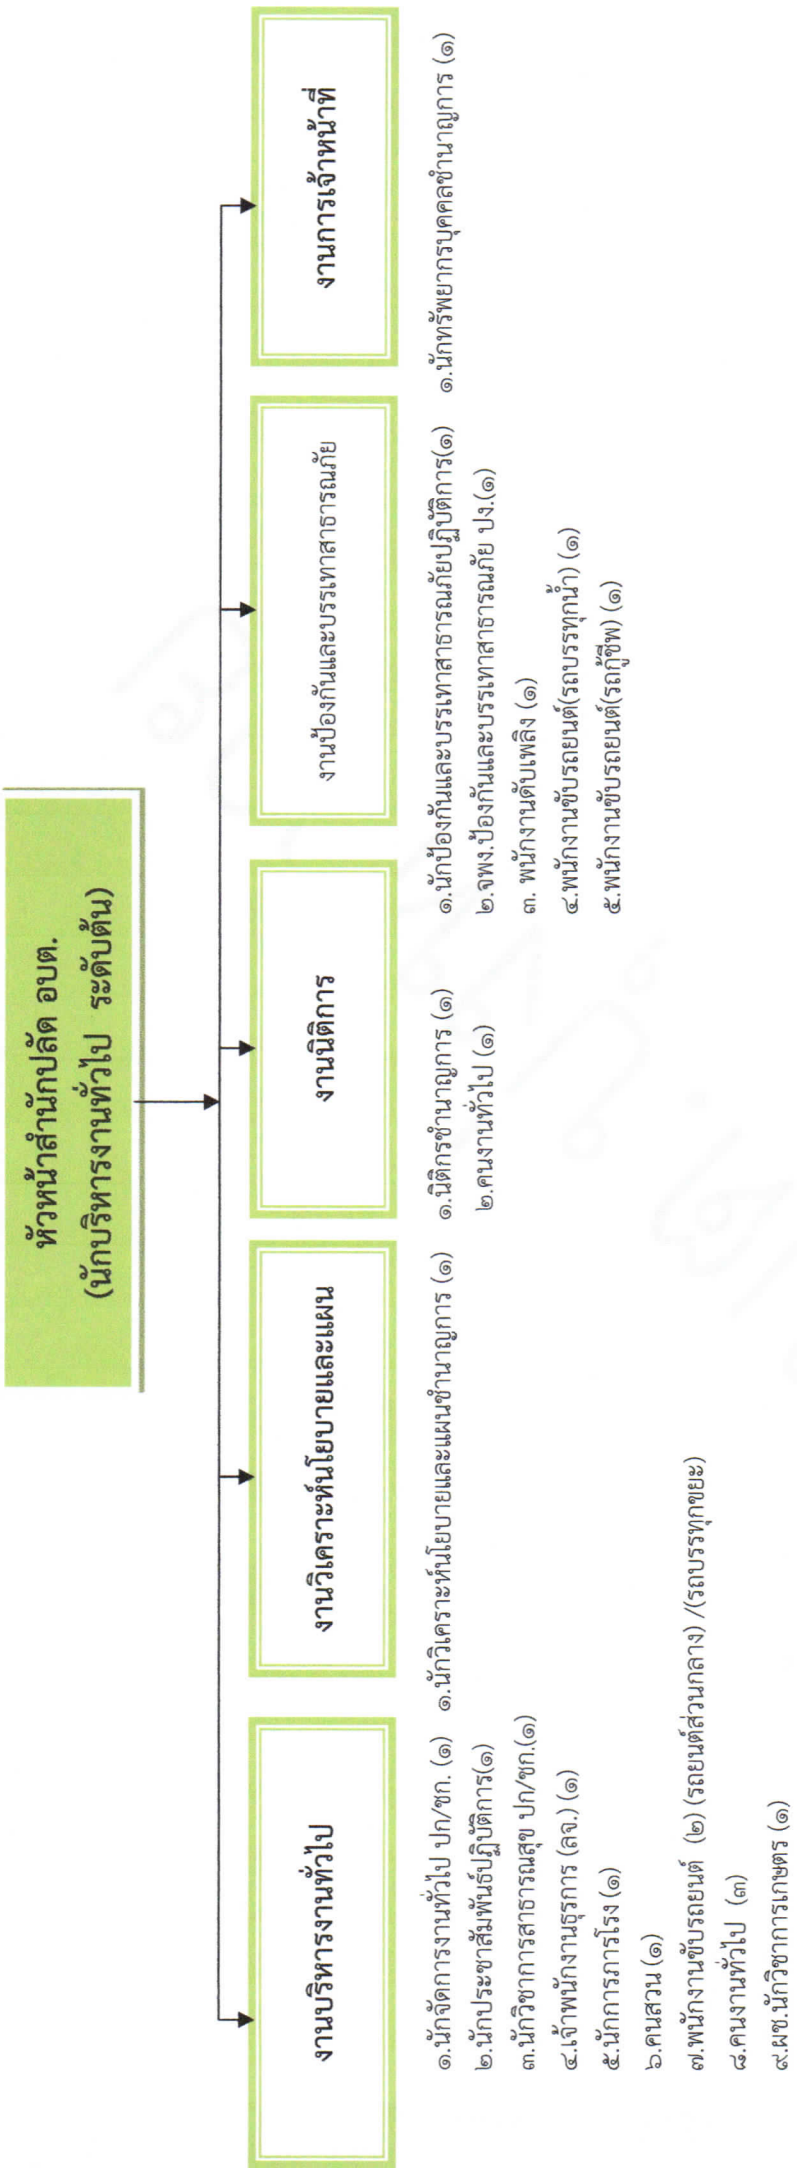 หัวหน้าสำนักปลัด อบต.
(นักบริหารงานทั่วไป ระดับต้น)
งานบริหารงานทั่วไป
๑.นักจัดการงานทั่วไป ปก/ชก. (๑)
๒.นักประชาสัมพันธ์ปฏิบัติการ(๑)
๓.นักวิชาการสาธารณสุข ปก/ชก.(๑)
๔.เจ้าพนักงานธุรการ (ลจ.) (๑)
๕.นักการภารโรง (๑)
๖.คนสวน (๑)
๗.พนักงานขับรถยนต์ (๒) (รถยนต์ส่วนกลาง) /(รถบรรทุกขยะ)
๘.คนงานทั่วไป (๓)
๙.ผช.นักวิชาการเกษตร (๑)
งานวิเคราะห์นโยบายและแผน
๑.นักวิเคราะห์นโยบายและแผนชำนาญการ (๑)
งานนิติการ
๑.นิติกรชำนาญการ (๑)
๒.คนงานทั่วไป (๑)
งานป้องกันและบรรเทาสาธารณภัย
๑.นักป้องกันและบรรเทาสาธารณภัยปฏิบัติการ(๑)
๒.จพง.ป้องกันและบรรเทาสาธารณภัย ปง.(๑)
๓. พนักงานดับเพลิง (๑)
๔.พนักงานขับรถยนต์(รถบรรทุกน้ำ) (๑)
๕.พนักงานขับรถยนต์(รถกู้ชีพ) (๑)
งานการเจ้าหน้าที่
๑.นักทรัพยากรบุคคลชำนาญการ (๑)